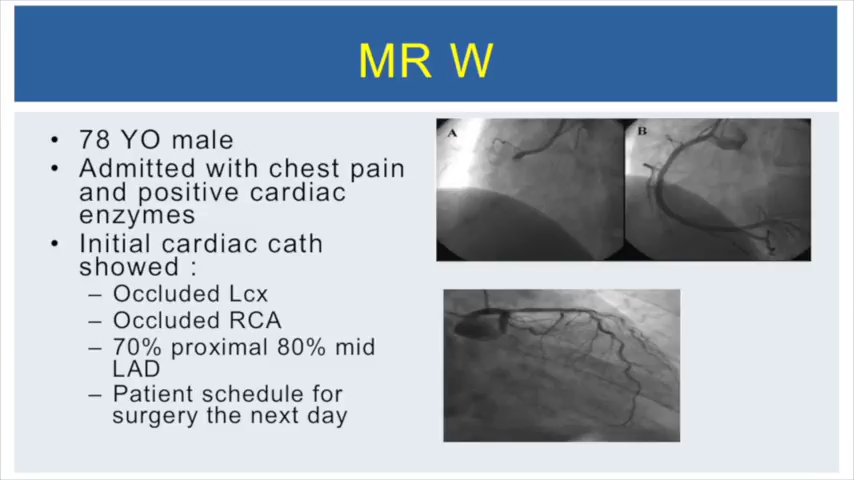 MR W
• 78 YO male
• Admitted with chest pain
and positive cardiac
enzymes
• Initial cardiac cath
showed :
– Occluded Lcx
– Occluded RCA
– 70% proximal 80% mid
LAD
– Patient schedule for
surgery the next day
A
B